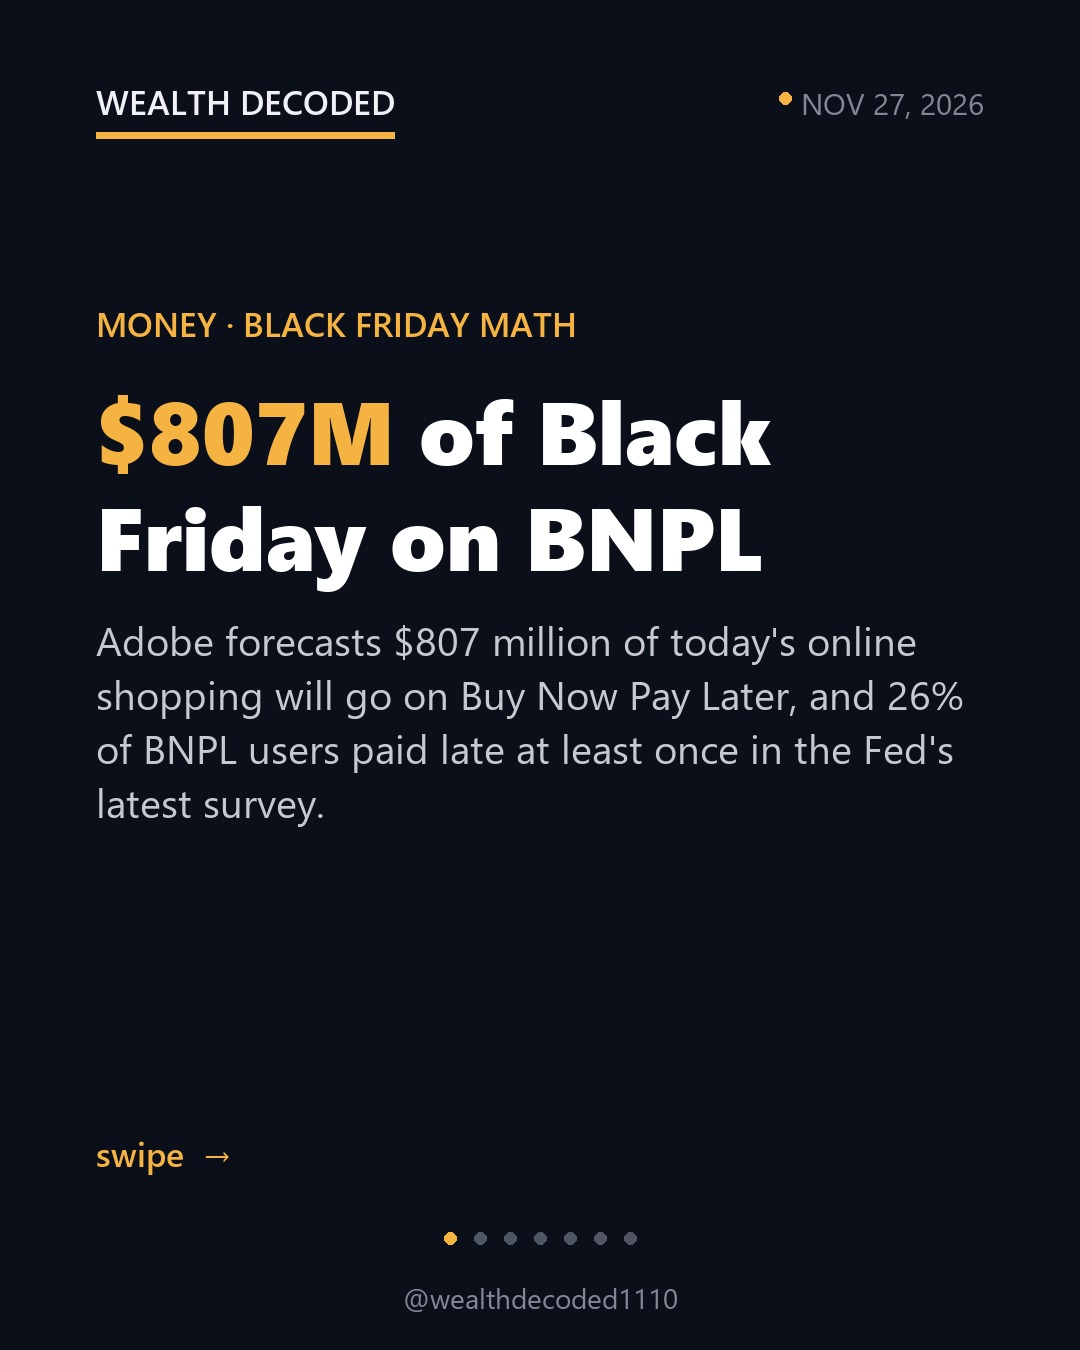 WEALTH DECODED
NOV 27, 2026
MONEY · BLACK FRIDAY MATH
$807M of Black
Friday on BNPL
Adobe forecasts $807 million of today's online
shopping will go on Buy Now Pay Later, and 26%
of BNPL users paid late at least once in the Fed's
latest survey.
swipe →
@wealthdecoded1110